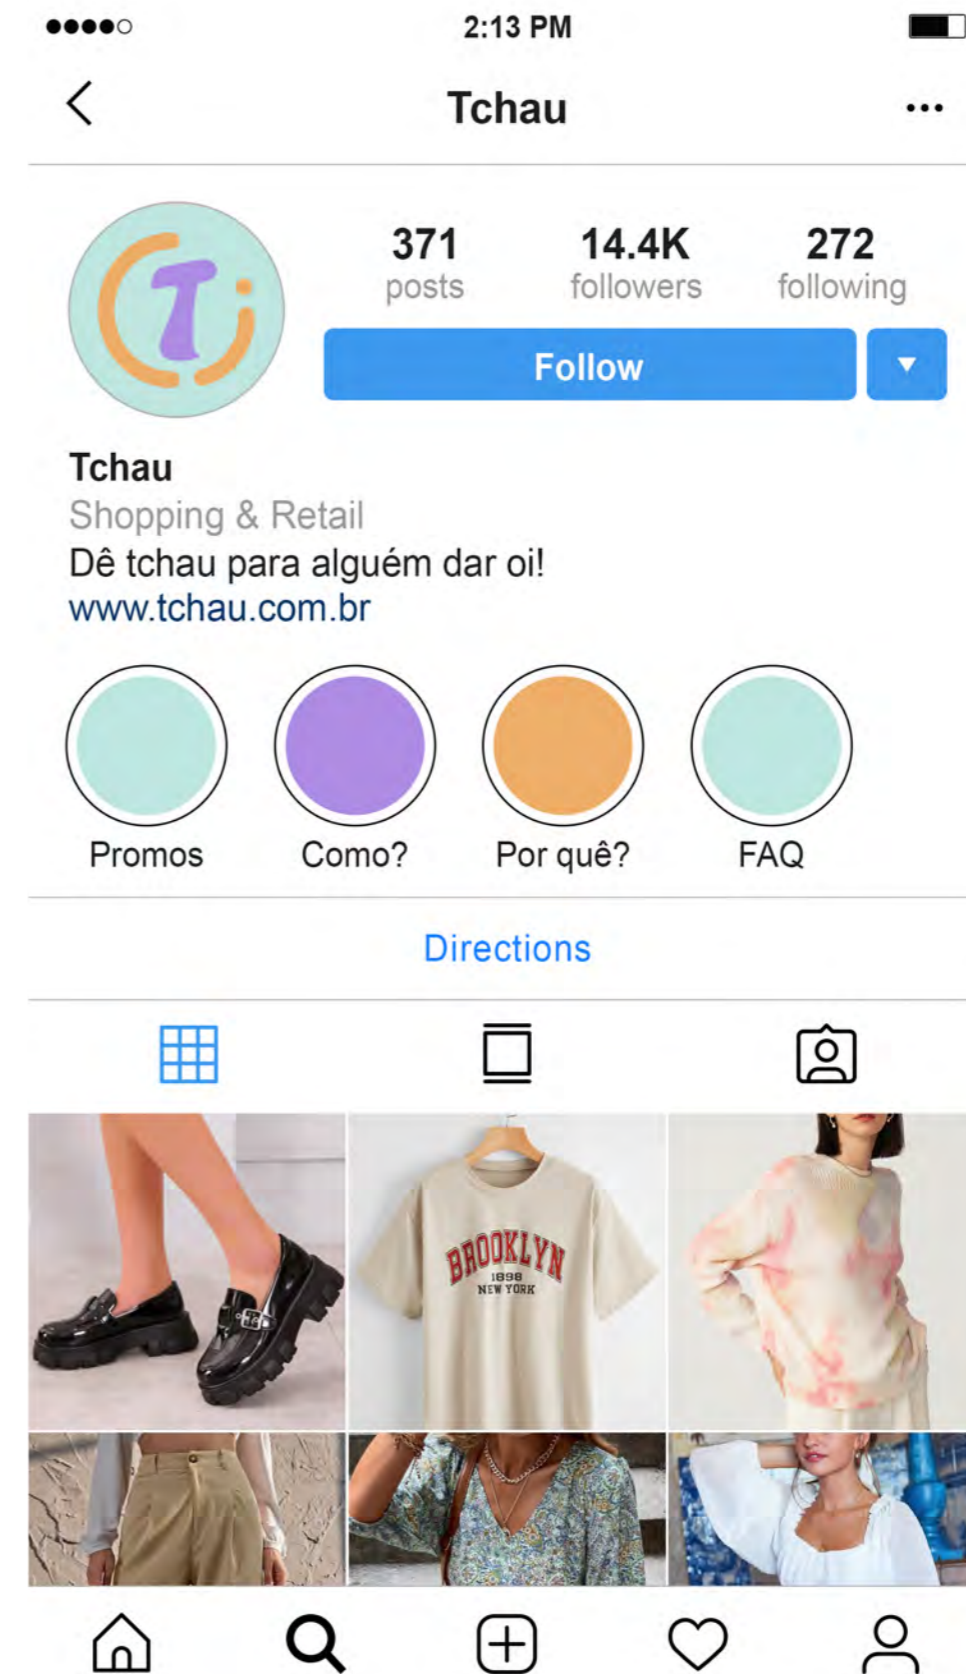 2:13 PM
Tchau
371 14.4K 272
posts followers following
Follow
T
Tchau
Shopping & Retail
Dê tchau para alguém dar oi!
www.tchau.com.br
Promos Como? Por quê? FAQ
Directions
BROOKLYN
1898
NEW YORK